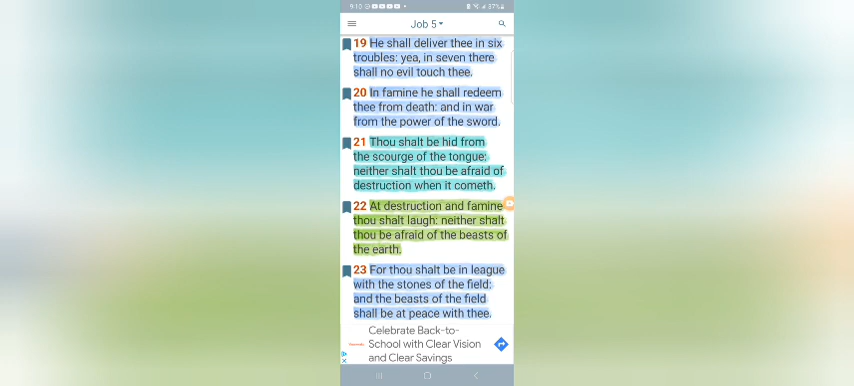 9:10
37%
Job 5
19 He shall deliver thee in six
troubles: yea, in seven there
shall no evil touch thee.
20 In famine he shall redeem
thee from death: and in war
from the power of the sword.
21 Thou shalt be hid from
the scourge of the tongue:
neither shalt thou be afraid of
destruction when it cometh.
22 At destruction and famine
thou shalt laugh: neither shalt
thou be afraid of the beasts of
the earth.
23 For thou shalt be in league
with the stones of the field:
and the beasts of the field
shall be at peace with thee.
Celebrate Back-to-
School with Clear Vision
and Clear Savings